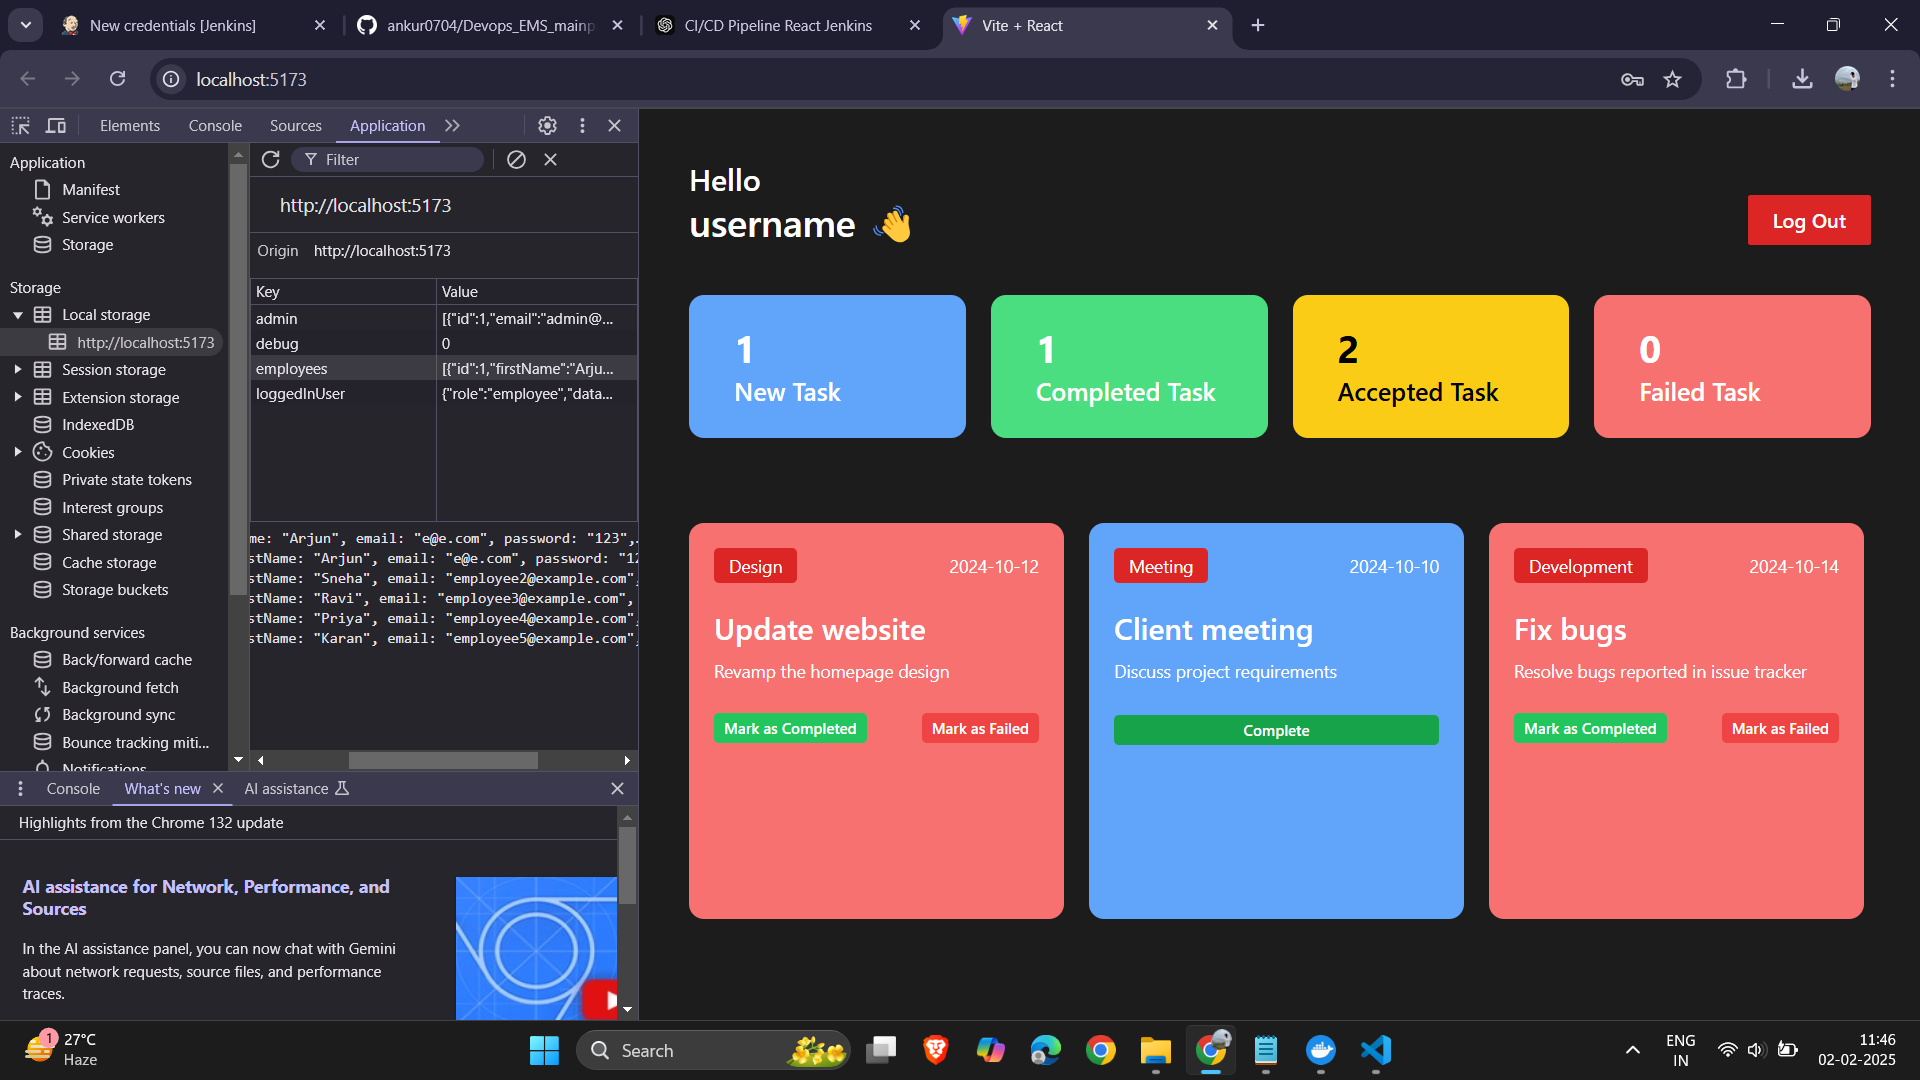 New credentials [Jenkins]
ankur0704/Devops_EMS_mainp
CI/CD Pipeline React Jenkins
Vite + React
localhost:5173
Elements
Console
Sources
Application
Filter
Application
Manifest
Service workers
Storage
Storage
Local storage
http://localhost:5173
Session storage
Extension storage
IndexedDB
Cookies
Private state tokens
Interest groups
Shared storage
Cache storage
Storage buckets
Background services
Back/forward cache
Background fetch
Background sync
Bounce tracking miti...
Notifications
http://localhost:5173
Origin http://localhost:5173
Key Value
admin [{"id":1,"email":"admin@...
debug 0
employees [{"id":1,"firstName":"Arju...
loggedInUser {"role":"employee","data...
me: "Arjun", email: "e@e.com", password: "123",
stName: "Arjun", email: "e@e.com", password: "12
stName: "Sneha", email: "employee2@example.com",
stName: "Ravi", email: "employee3@example.com",
stName: "Priya", email: "employee4@example.com",
stName: "Karan", email: "employee5@example.com",
Console
What's new
AI assistance
Highlights from the Chrome 132 update
AI assistance for Network, Performance, and
Sources
In the AI assistance panel, you can now chat with Gemini
about network requests, source files, and performance
traces.
Hello
username 👋
Log Out
1
New Task
1
Completed Task
2
Accepted Task
0
Failed Task
Design 2024-10-12
Update website
Revamp the homepage design
Mark as Completed Mark as Failed
Meeting 2024-10-10
Client meeting
Discuss project requirements
Complete
Development 2024-10-14
Fix bugs
Resolve bugs reported in issue tracker
Mark as Completed Mark as Failed
1
27°C
Haze
Search
ENG
IN
11:46
02-02-2025